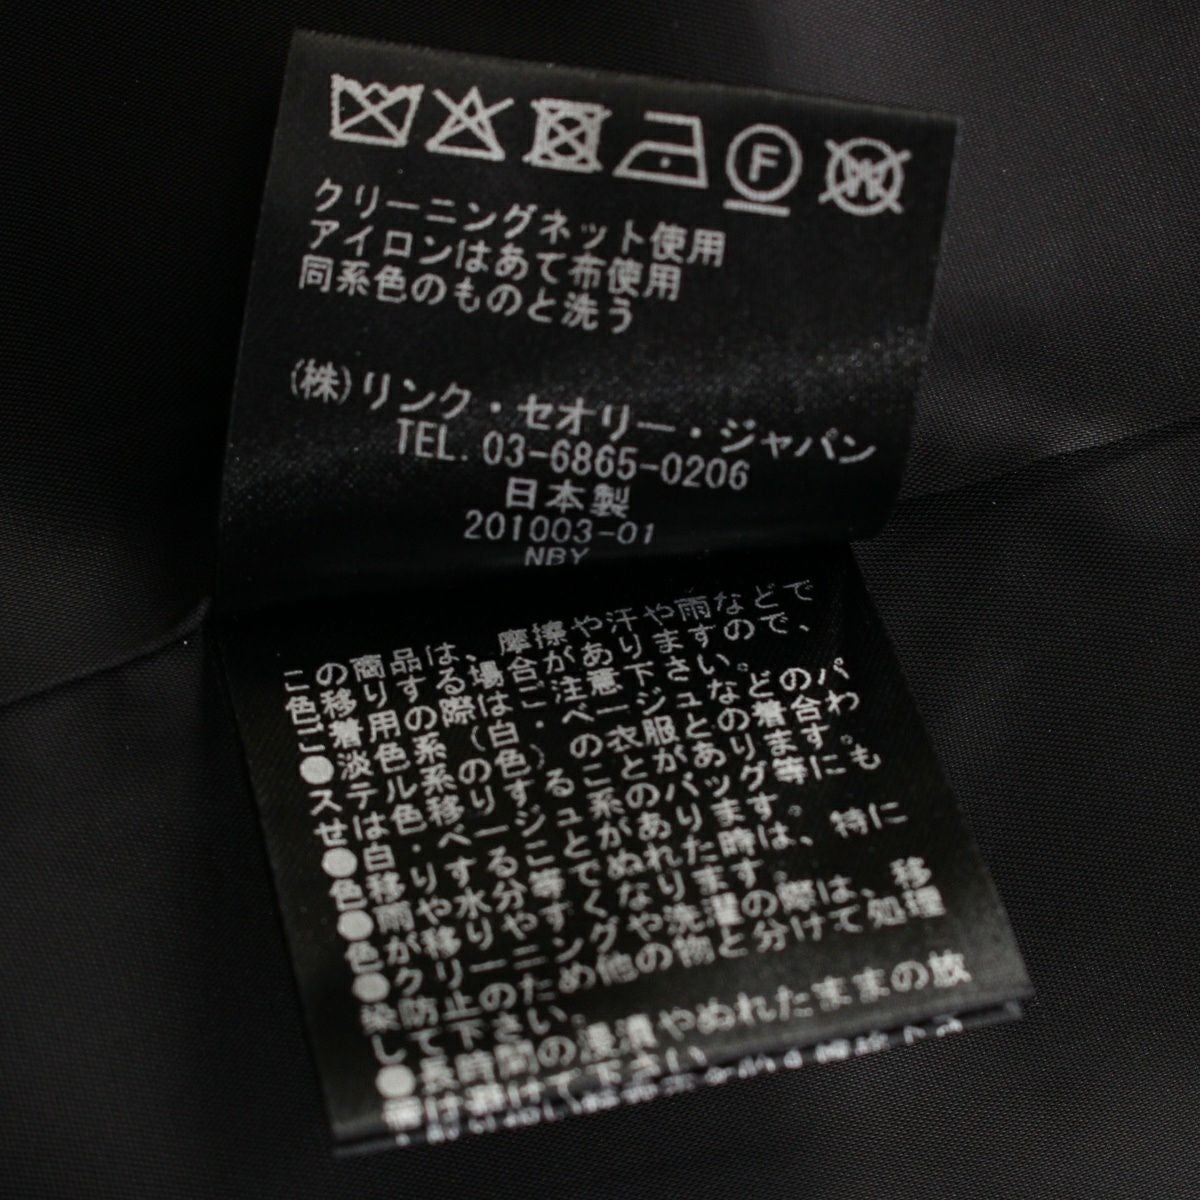 F
W
クリーニングネット使用
アイロンはあて布使用
同系色のものと洗う
(株)リンク・セオリー・ジャパン
TEL. 03-6865-0206
日本製
201003-01
NBY
この商品は、摩擦や汗や雨などで
色移りする場合がありますので、
ご着用の際はご注意下さい。
●淡色系(白・ベージュなどのパ
ステル系の色)のものとの着合わ
せは色移りすることがあります。
●白・ベージュ系のバッグ等にも
色移りすることがあります。
●雨や水分等でぬれた時は、特に
色が移りやすくなります。
●クリーニングや洗濯の際は、移
染防止のため他の物と分けて処理
して下さい。
●長時間の浸漬やぬれたままの放
置は避けて下さい。